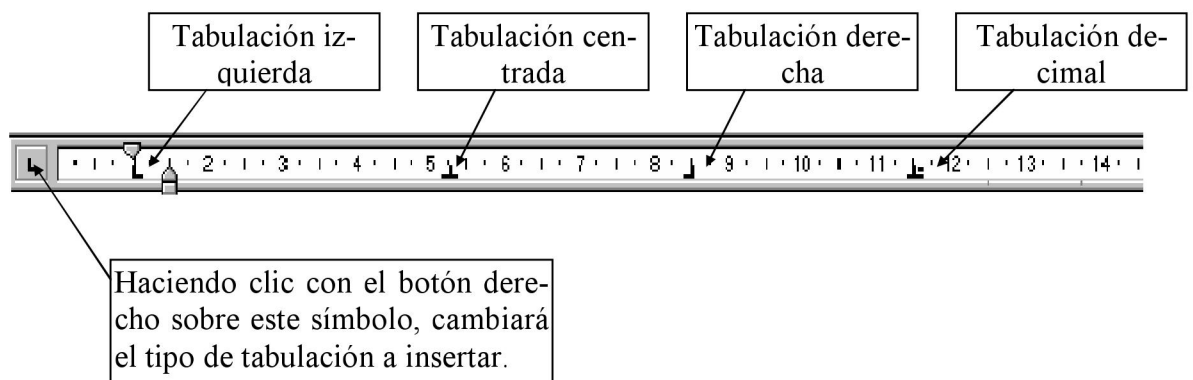 Tabulación iz-
quierda
Tabulación cen-
trada
Tabulación dere-
cha
Tabulación de-
cimal
2 3 4 5 6 7 8 9 10 11 12 13 14
Haciendo clic con el botón dere-
cho sobre este símbolo, cambiará
el tipo de tabulación a insertar.